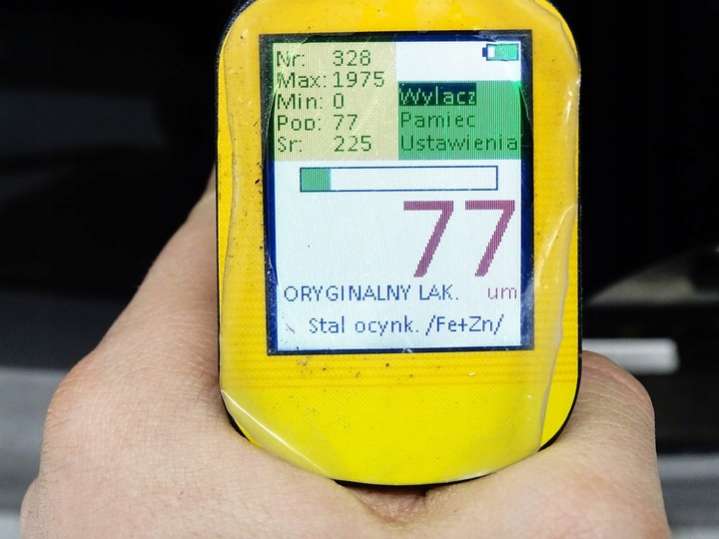 Nr: 328
Max: 1975
Min: 0
Pop: 77
Sr: 225
Wylacz
Pamiec
Ustawienia
77
ORYGINALNY LAK. um
Stal ocynk. /Fe+Zn/